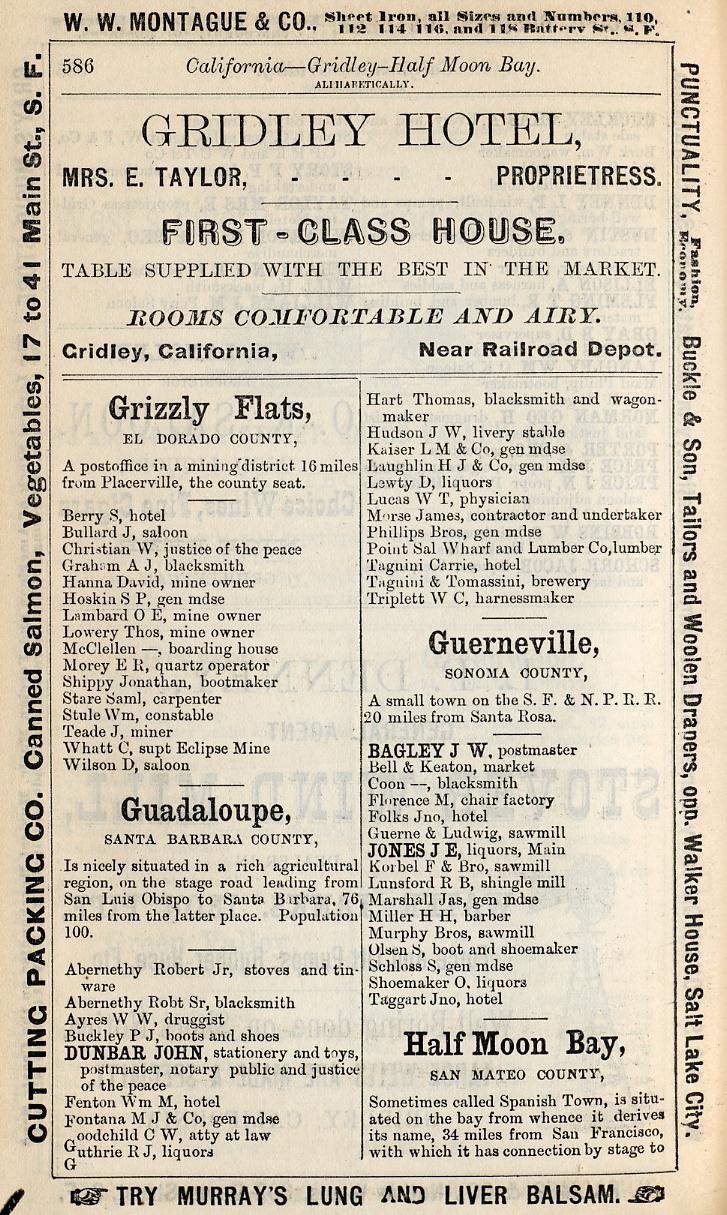 W. W. MONTAGUE & CO., Sheet Iron, all Sizes and Numbers, 110,
112 114 116, and 118 Battery St., S. F.
586 California—Gridley–Half Moon Bay.
ALPHABETICALLY.
GRIDLEY HOTEL,
MRS. E. TAYLOR, - - - - PROPRIETRESS.
FIRST-CLASS HOUSE.
TABLE SUPPLIED WITH THE BEST IN THE MARKET.
ROOMS COMFORTABLE AND AIRY.
Gridley, California, Near Railroad Depot.
Grizzly Flats,
EL DORADO COUNTY,
A postoffice in a mining district 16 miles
from Placerville, the county seat.
Berry S, hotel
Bullard J, saloon
Christian W, justice of the peace
Graham A J, blacksmith
Hanna David, mine owner
Hoskin S P, gen mdse
Lambard O E, mine owner
Lowery Thos, mine owner
McClellen —, boarding house
Morey E R, quartz operator
Shippy Jonathan, bootmaker
Stare Saml, carpenter
Stule Wm, constable
Teade J, miner
Whatt C, supt Eclipse Mine
Wilson D, saloon
Guadaloupe,
SANTA BARBARA COUNTY,
Is nicely situated in a rich agricultural
region, on the stage road leading from
San Luis Obispo to Santa Barbara, 76
miles from the latter place. Population
100.
Abernethy Robert Jr, stoves and tin-
ware
Abernethy Robt Sr, blacksmith
Ayres W W, druggist
Buckley P J, boots and shoes
DUNBAR JOHN, stationery and toys,
postmaster, notary public and justice
of the peace
Fenton Wm M, hotel
Fontana M J & Co, gen mdse
Goodchild C W, atty at law
Guthrie R J, liquors
Hart Thomas, blacksmith and wagon-
maker
Hudson J W, livery stable
Kaiser L M & Co, gen mdse
Laughlin H J & Co, gen mdse
Lewty D, liquors
Lucas W T, physician
Morse James, contractor and undertaker
Phillips Bros, gen mdse
Point Sal Wharf and Lumber Co,lumber
Tagnini Carrie, hotel
Tagnini & Tomassini, brewery
Triplett W C, harnessmaker
Guerneville,
SONOMA COUNTY,
A small town on the S. F. & N. P. R. R.
20 miles from Santa Rosa.
BAGLEY J W, postmaster
Bell & Keaton, market
Coon —, blacksmith
Florence M, chair factory
Folks Jno, hotel
Guerne & Ludwig, sawmill
JONES J E, liquors, Main
Korbel F & Bro, sawmill
Lunsford R B, shingle mill
Marshall Jas, gen mdse
Miller H H, barber
Murphy Bros, sawmill
Olsen S, boot and shoemaker
Schloss S, gen mdse
Shoemaker O, liquors
Taggart Jno, hotel
Half Moon Bay,
SAN MATEO COUNTY,
Sometimes called Spanish Town, is situ-
ated on the bay from whence it derives
its name, 34 miles from San Francisco,
with which it has connection by stage to
CUTTING PACKING CO. Canned Salmon, Vegetables, 17 to 41 Main St., S. F.
PUNCTUALITY, Fashion, Economy. Buckle & Son, Tailors and Woolen Drapers, opp. Walker House, Salt Lake City.
TRY MURRAY'S LUNG AND LIVER BALSAM.